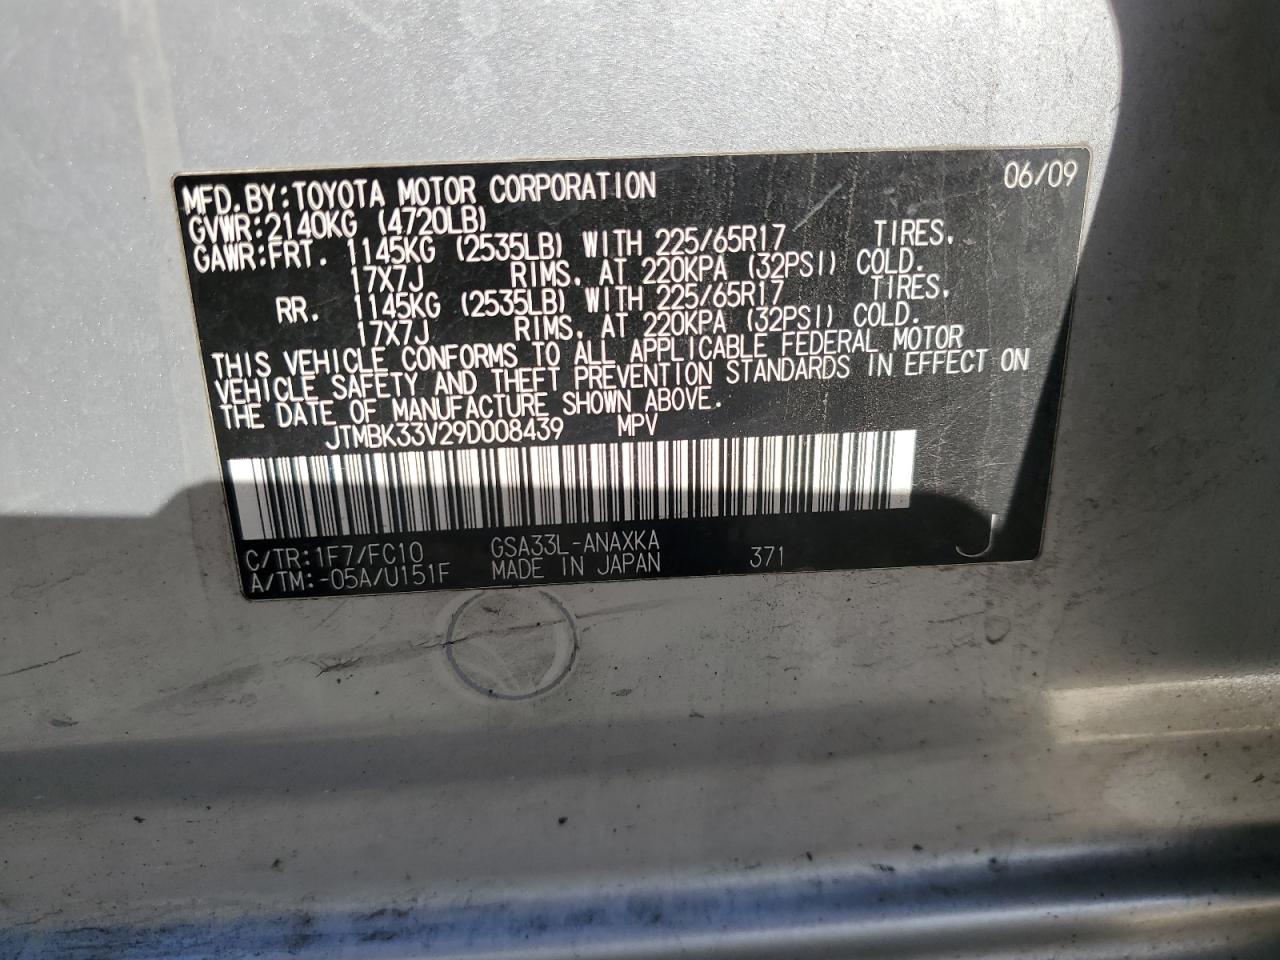 06/09
MFD. BY: TOYOTA MOTOR CORPORATION
GVWR: 2140KG (4720LB)
GAWR: FRT. 1145KG (2535LB) WITH 225/65R17 TIRES,
17X7J RIMS, AT 220KPA (32PSI) COLD.
RR. 1145KG (2535LB) WITH 225/65R17 TIRES,
17X7J RIMS, AT 220KPA (32PSI) COLD.
THIS VEHICLE CONFORMS TO ALL APPLICABLE FEDERAL MOTOR
VEHICLE SAFETY AND THEFT PREVENTION STANDARDS IN EFFECT ON
THE DATE OF MANUFACTURE SHOWN ABOVE.
JTMBK33V29D008439 MPV
C/TR: 1F7/FC10 GSA33L-ANAXKA
A/TM: -05A/U151F MADE IN JAPAN 371